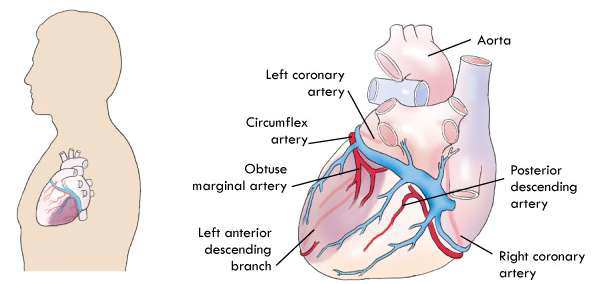 Aorta
Left coronary
artery
Circumflex
artery
Obtuse
marginal artery
Posterior
descending
artery
Left anterior
descending
branch
Right coronary
artery